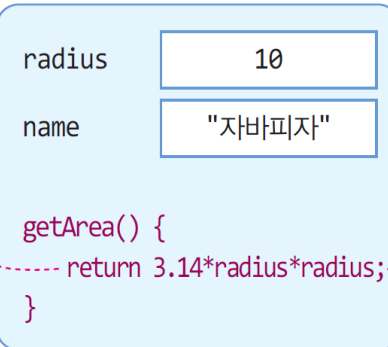 radius 10
name "자바피자"
getArea() {
return 3.14*radius*radius;
}